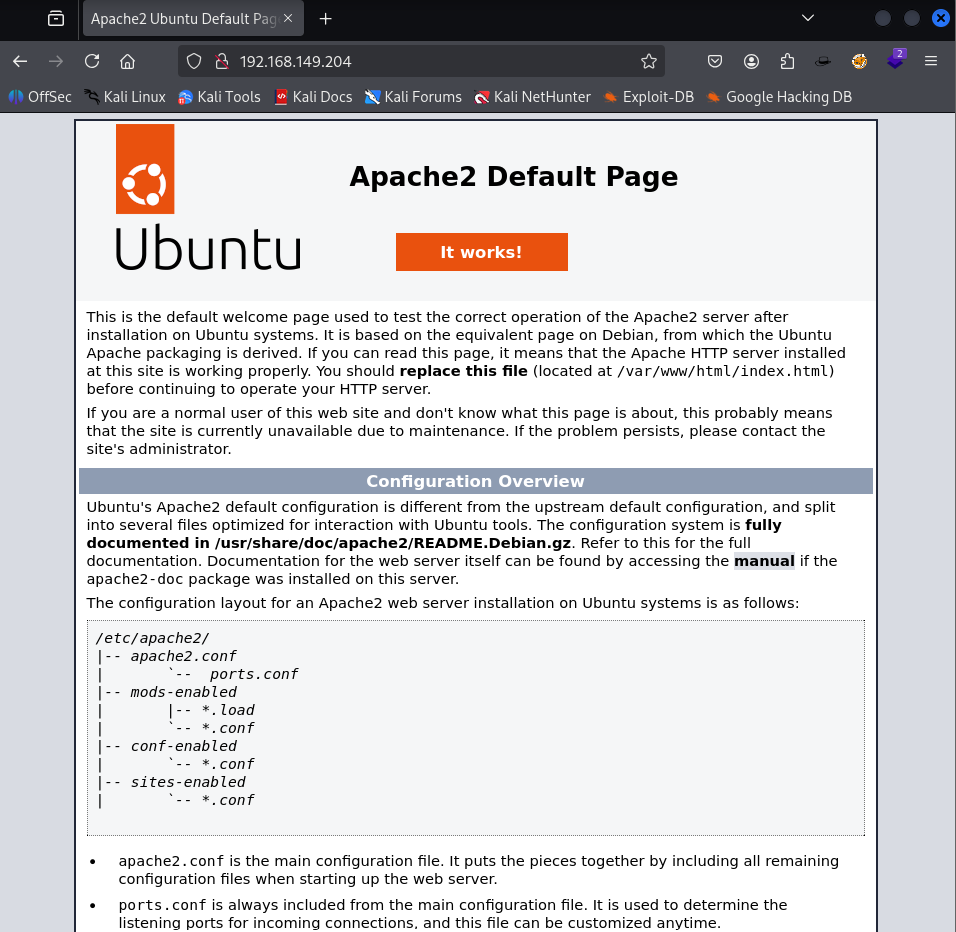 Apache2 Ubuntu Default Pag
192.168.149.204
2
OffSec Kali Linux Kali Tools Kali Docs Kali Forums Kali NetHunter Exploit-DB Google Hacking DB
Apache2 Default Page
Ubuntu
It works!
This is the default welcome page used to test the correct operation of the Apache2 server after
installation on Ubuntu systems. It is based on the equivalent page on Debian, from which the Ubuntu
Apache packaging is derived. If you can read this page, it means that the Apache HTTP server installed
at this site is working properly. You should replace this file (located at /var/www/html/index.html)
before continuing to operate your HTTP server.
If you are a normal user of this web site and don't know what this page is about, this probably means
that the site is currently unavailable due to maintenance. If the problem persists, please contact the
site's administrator.
Configuration Overview
Ubuntu's Apache2 default configuration is different from the upstream default configuration, and split
into several files optimized for interaction with Ubuntu tools. The configuration system is fully
documented in /usr/share/doc/apache2/README.Debian.gz. Refer to this for the full
documentation. Documentation for the web server itself can be found by accessing the manual if the
apache2-doc package was installed on this server.
The configuration layout for an Apache2 web server installation on Ubuntu systems is as follows:
/etc/apache2/
|-- apache2.conf
|       `--  ports.conf
|-- mods-enabled
|       |-- *.load
|       `-- *.conf
|-- conf-enabled
|       `-- *.conf
|-- sites-enabled
|       `-- *.conf
• apache2.conf is the main configuration file. It puts the pieces together by including all remaining
configuration files when starting up the web server.
• ports.conf is always included from the main configuration file. It is used to determine the
listening ports for incoming connections, and this file can be customized anytime.